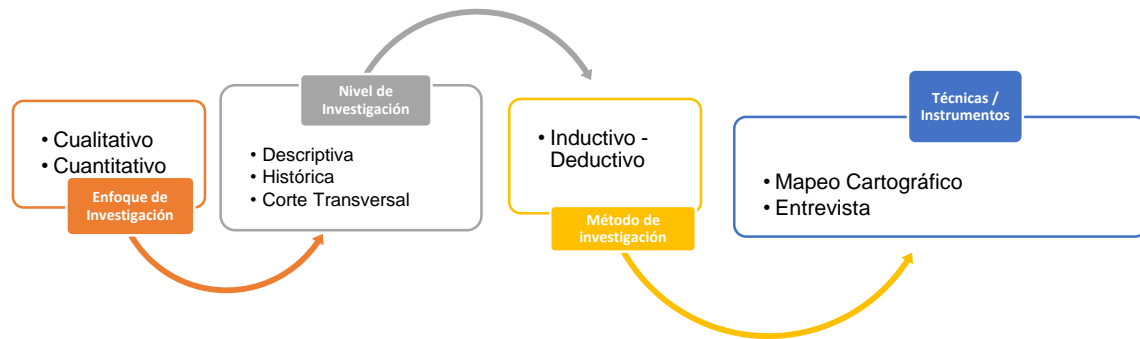 • Cualitativo
• Cuantitativo
Enfoque de
Investigación
Nivel de
Investigación
• Descriptiva
• Histórica
• Corte Transversal
• Inductivo -
Deductivo
Método de
investigación
Técnicas /
Instrumentos
• Mapeo Cartográfico
• Entrevista